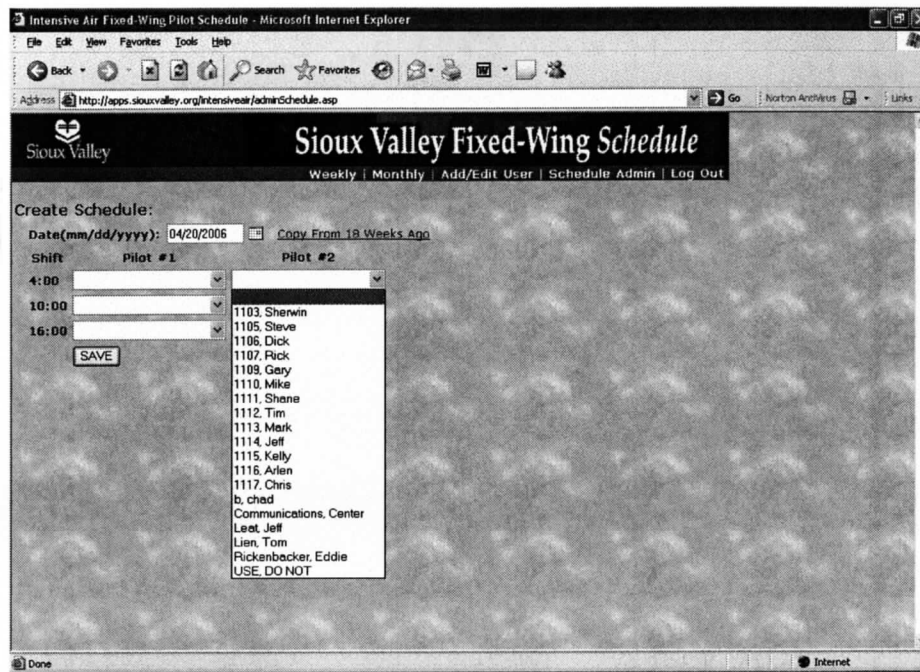 Intensive Air Fixed-Wing Pilot Schedule - Microsoft Internet Explorer
File Edit View Favorites Tools Help
Back Search Favorites
Address http://apps.siouxvalley.org/intensiveair/adminSchedule.asp Go Norton AntiVirus Links
Sioux Valley
Sioux Valley Fixed-Wing Schedule
Weekly | Monthly | Add/Edit User | Schedule Admin | Log Out
Create Schedule:
Date(mm/dd/yyyy): 04/20/2006 Copy From 18 Weeks Ago
Shift Pilot #1 Pilot #2
4:00
10:00
16:00
SAVE
1103, Sherwin
1105, Steve
1106, Dick
1107, Rick
1109, Gary
1110, Mike
1111, Shane
1112, Tim
1113, Mark
1114, Jeff
1115, Kelly
1116, Arlen
1117, Chris
b, chad
Communications, Center
Leat, Jeff
Lien, Tom
Rickenbacker, Eddie
USE, DO NOT
Done Internet